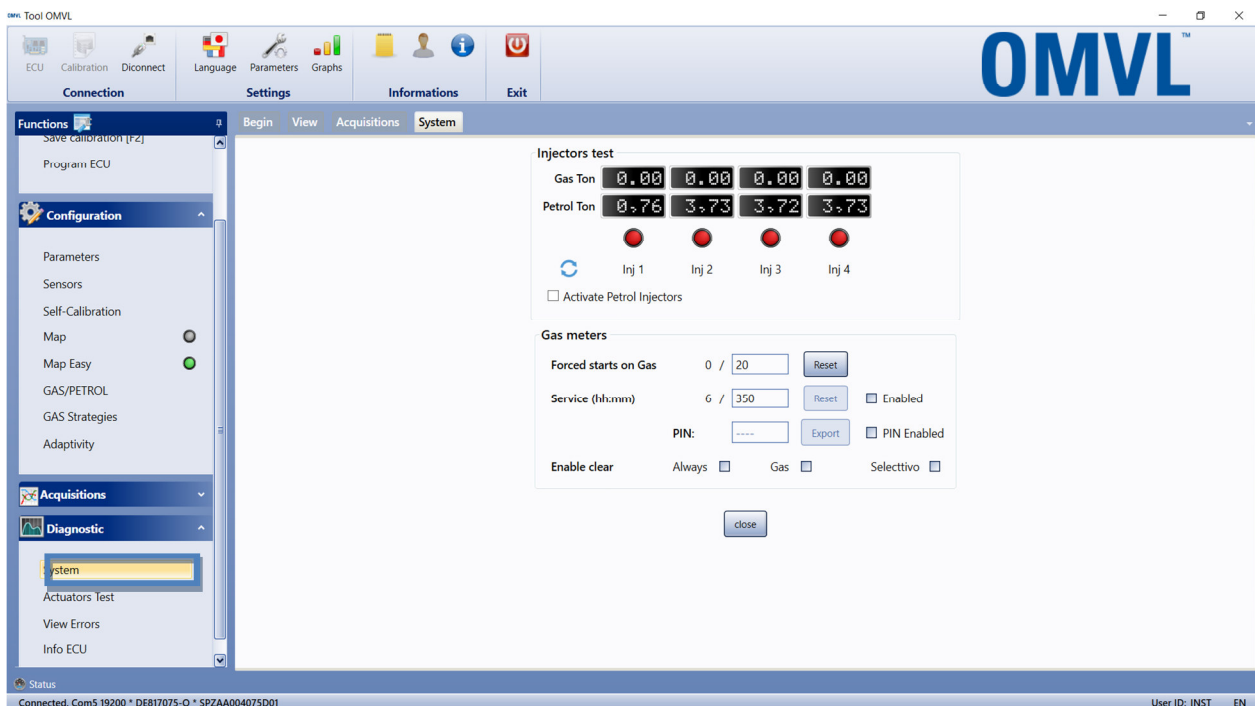 OMVL Tool OMVL
ECU Calibration Diconnect Language Parameters Graphs
Connection Settings Informations Exit
OMVL™
Functions
Begin View Acquisitions System
Save calibration [F2]
Program ECU
Configuration
Parameters
Sensors
Self-Calibration
Map
Map Easy
GAS/PETROL
GAS Strategies
Adaptivity
Acquisitions
Diagnostic
System
Actuators Test
View Errors
Info ECU
Injectors test
Gas Ton 0.00 0.00 0.00 0.00
Petrol Ton 0.76 3.73 3.72 3.73
Inj 1 Inj 2 Inj 3 Inj 4
Activate Petrol Injectors
Gas meters
Forced starts on Gas 0 / 20 Reset
Service (hh:mm) 6 / 350 Reset Enabled
PIN: ---- Export PIN Enabled
Enable clear Always Gas Selecttivo
close
Status
Connected. Com5 19200 * DE817075-O * SPZAA004075D01 User ID: INST EN